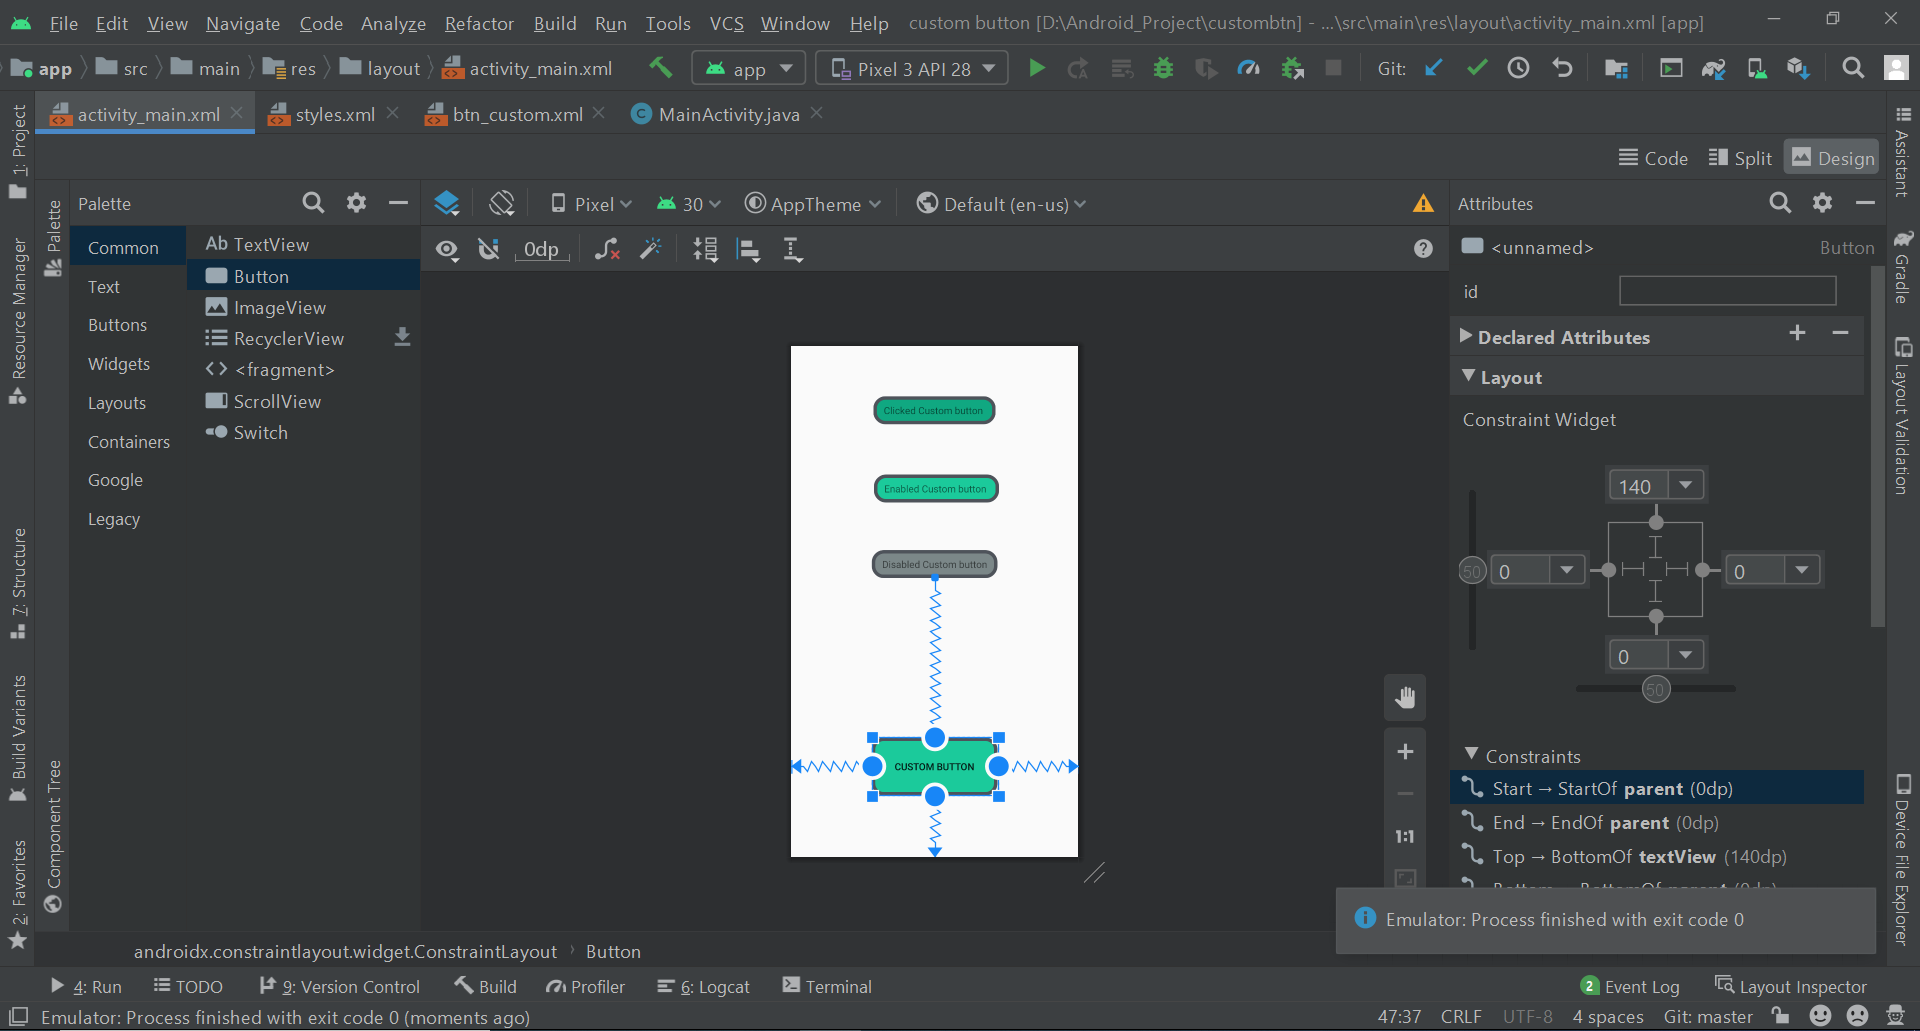 File Edit View Navigate Code Analyze Refactor Build Run Tools VCS Window Help custom button [D:\Android_Project\custombtn] - ...\src\main\res\layout\activity_main.xml [app]
app src main res layout activity_main.xml app Pixel 3 API 28 Git:
activity_main.xml styles.xml btn_custom.xml MainActivity.java
Code Split Design
1: Project
Resource Manager
7: Structure
Build Variants
2: Favorites
Palette
Component Tree
Palette
Common
Text
Buttons
Widgets
Layouts
Containers
Google
Legacy
Ab TextView
Button
ImageView
RecyclerView
<fragment>
ScrollView
Switch
Pixel 30 AppTheme Default (en-us)
0dp
Clicked Custom button
Enabled Custom button
Disabled Custom button
CUSTOM BUTTON
1:1
Attributes
<unnamed> Button
id
Declared Attributes
Layout
Constraint Widget
140
50 0 0
0
50
Constraints
Start → StartOf parent (0dp)
End → EndOf parent (0dp)
Top → BottomOf textView (140dp)
Bottom → BottomOf parent (0dp)
Emulator: Process finished with exit code 0
Assistant
Gradle
Layout Validation
Device File Explorer
androidx.constraintlayout.widget.ConstraintLayout › Button
4: Run TODO 9: Version Control Build Profiler 6: Logcat Terminal 2 Event Log Layout Inspector
Emulator: Process finished with exit code 0 (moments ago) 47:37 CRLF UTF-8 4 spaces Git: master